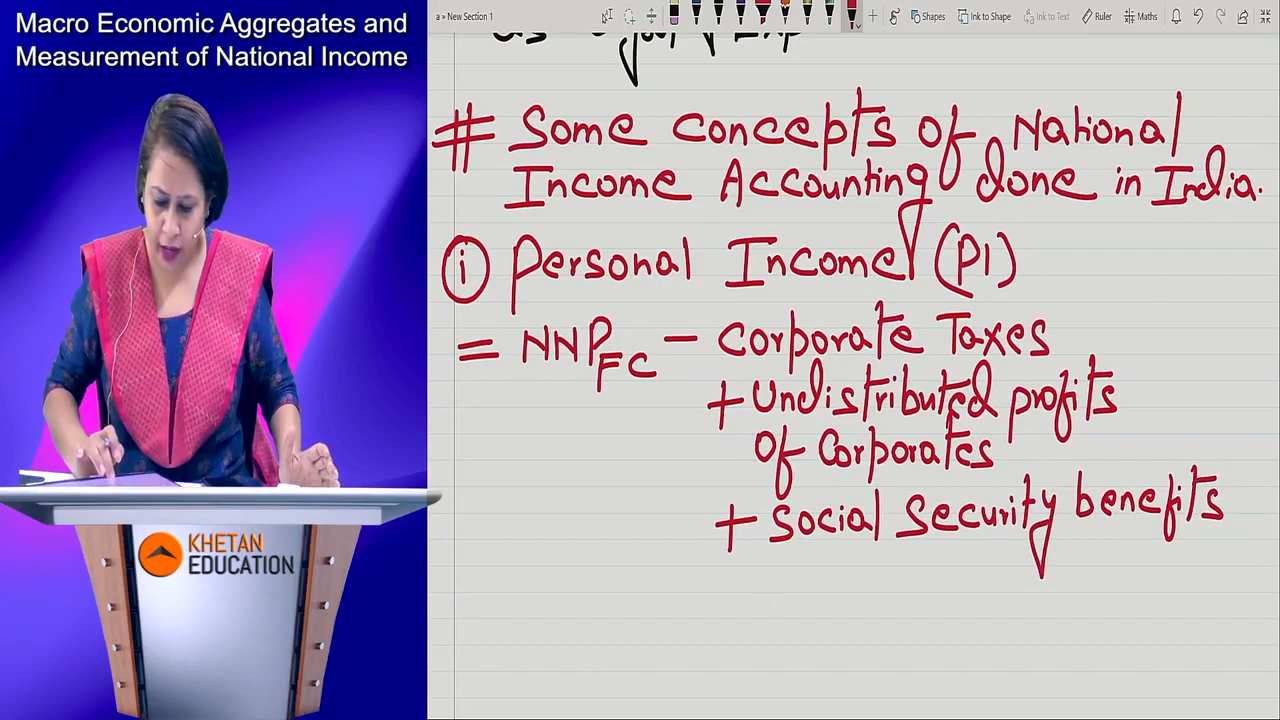 Macro Economic Aggregates and
Measurement of National Income
New Section 1
Shapes
Ink to Shape
Ink to Text
Ruler
Maths
# Some concepts of National
Income Accounting done in India.
(i) Personal Income (PI)
= NNP FC - Corporate Taxes
+ Undistributed profits
Of Corporates
+ Social Security benefits
KHETAN
EDUCATION